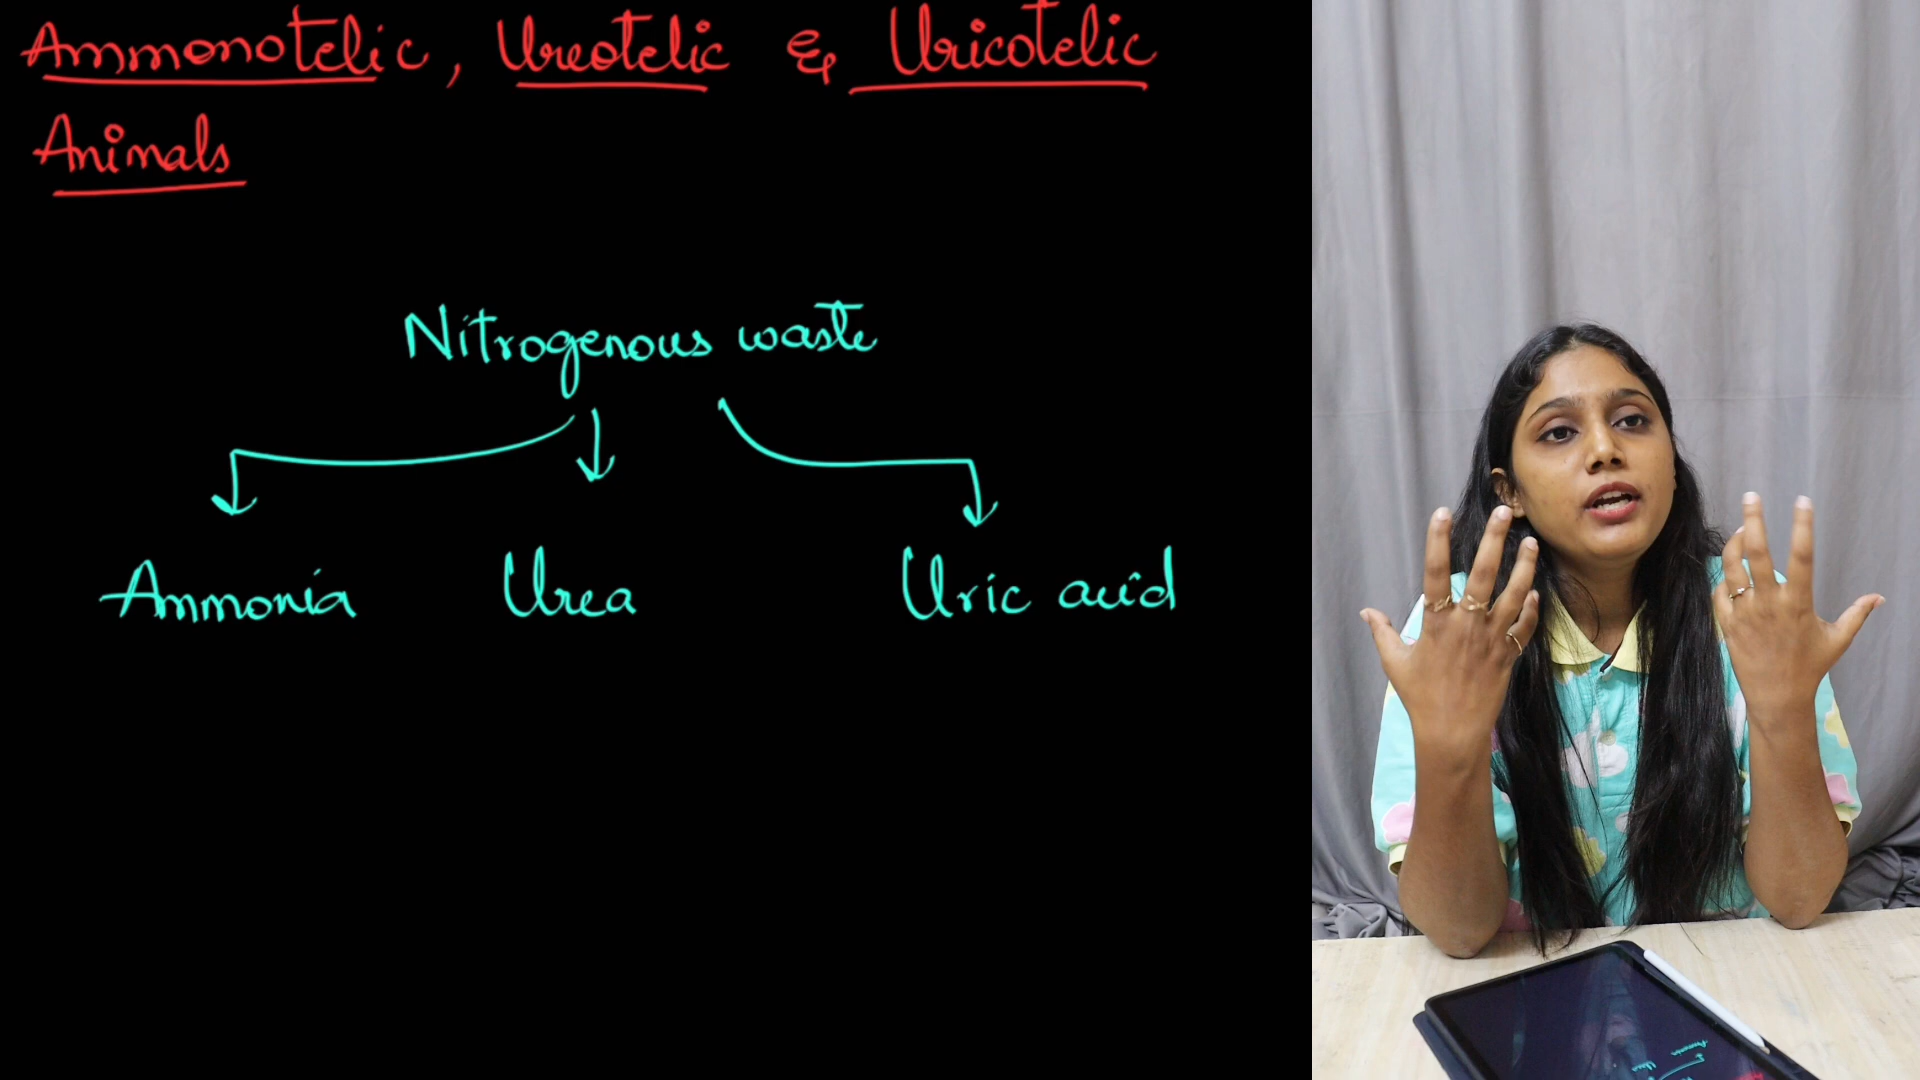 Ammonotelic, Ureotelic & Uricotelic
Animals
Nitrogenous waste
Ammonia Urea Uric acid